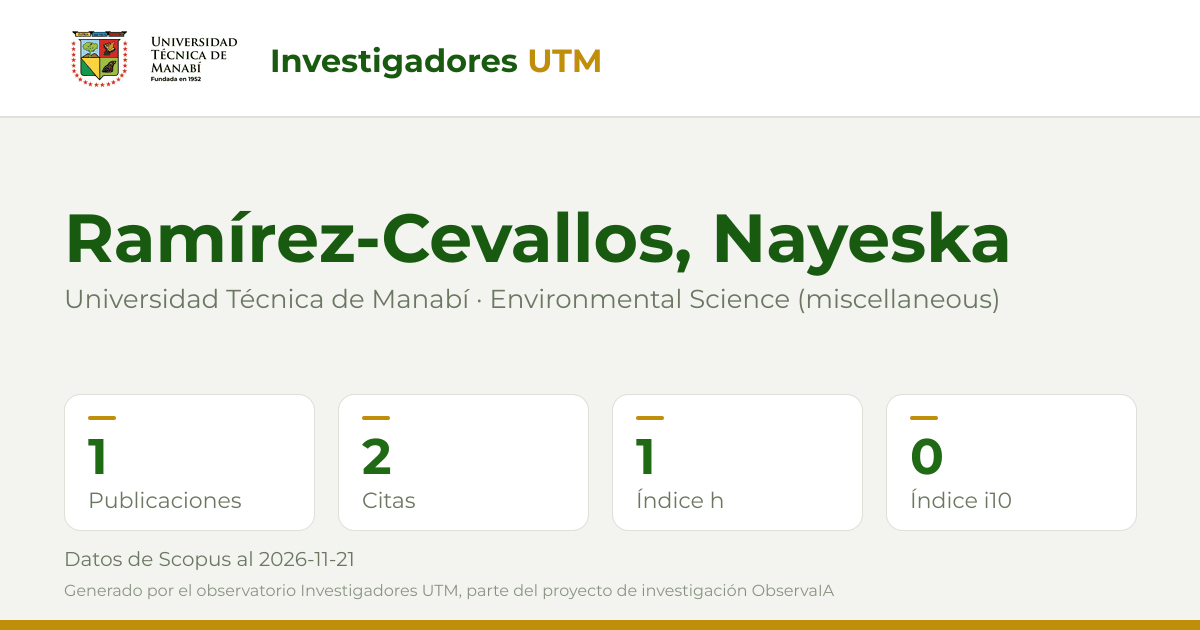 UNIVERSIDAD
TÉCNICA DE
MANABÍ
Fundada en 1952
Investigadores UTM
Ramírez-Cevallos, Nayeska
Universidad Técnica de Manabí · Environmental Science (miscellaneous)
1
Publicaciones
2
Citas
1
Índice h
0
Índice i10
Datos de Scopus al 2026-11-21
Generado por el observatorio Investigadores UTM, parte del proyecto de investigación ObservaIA